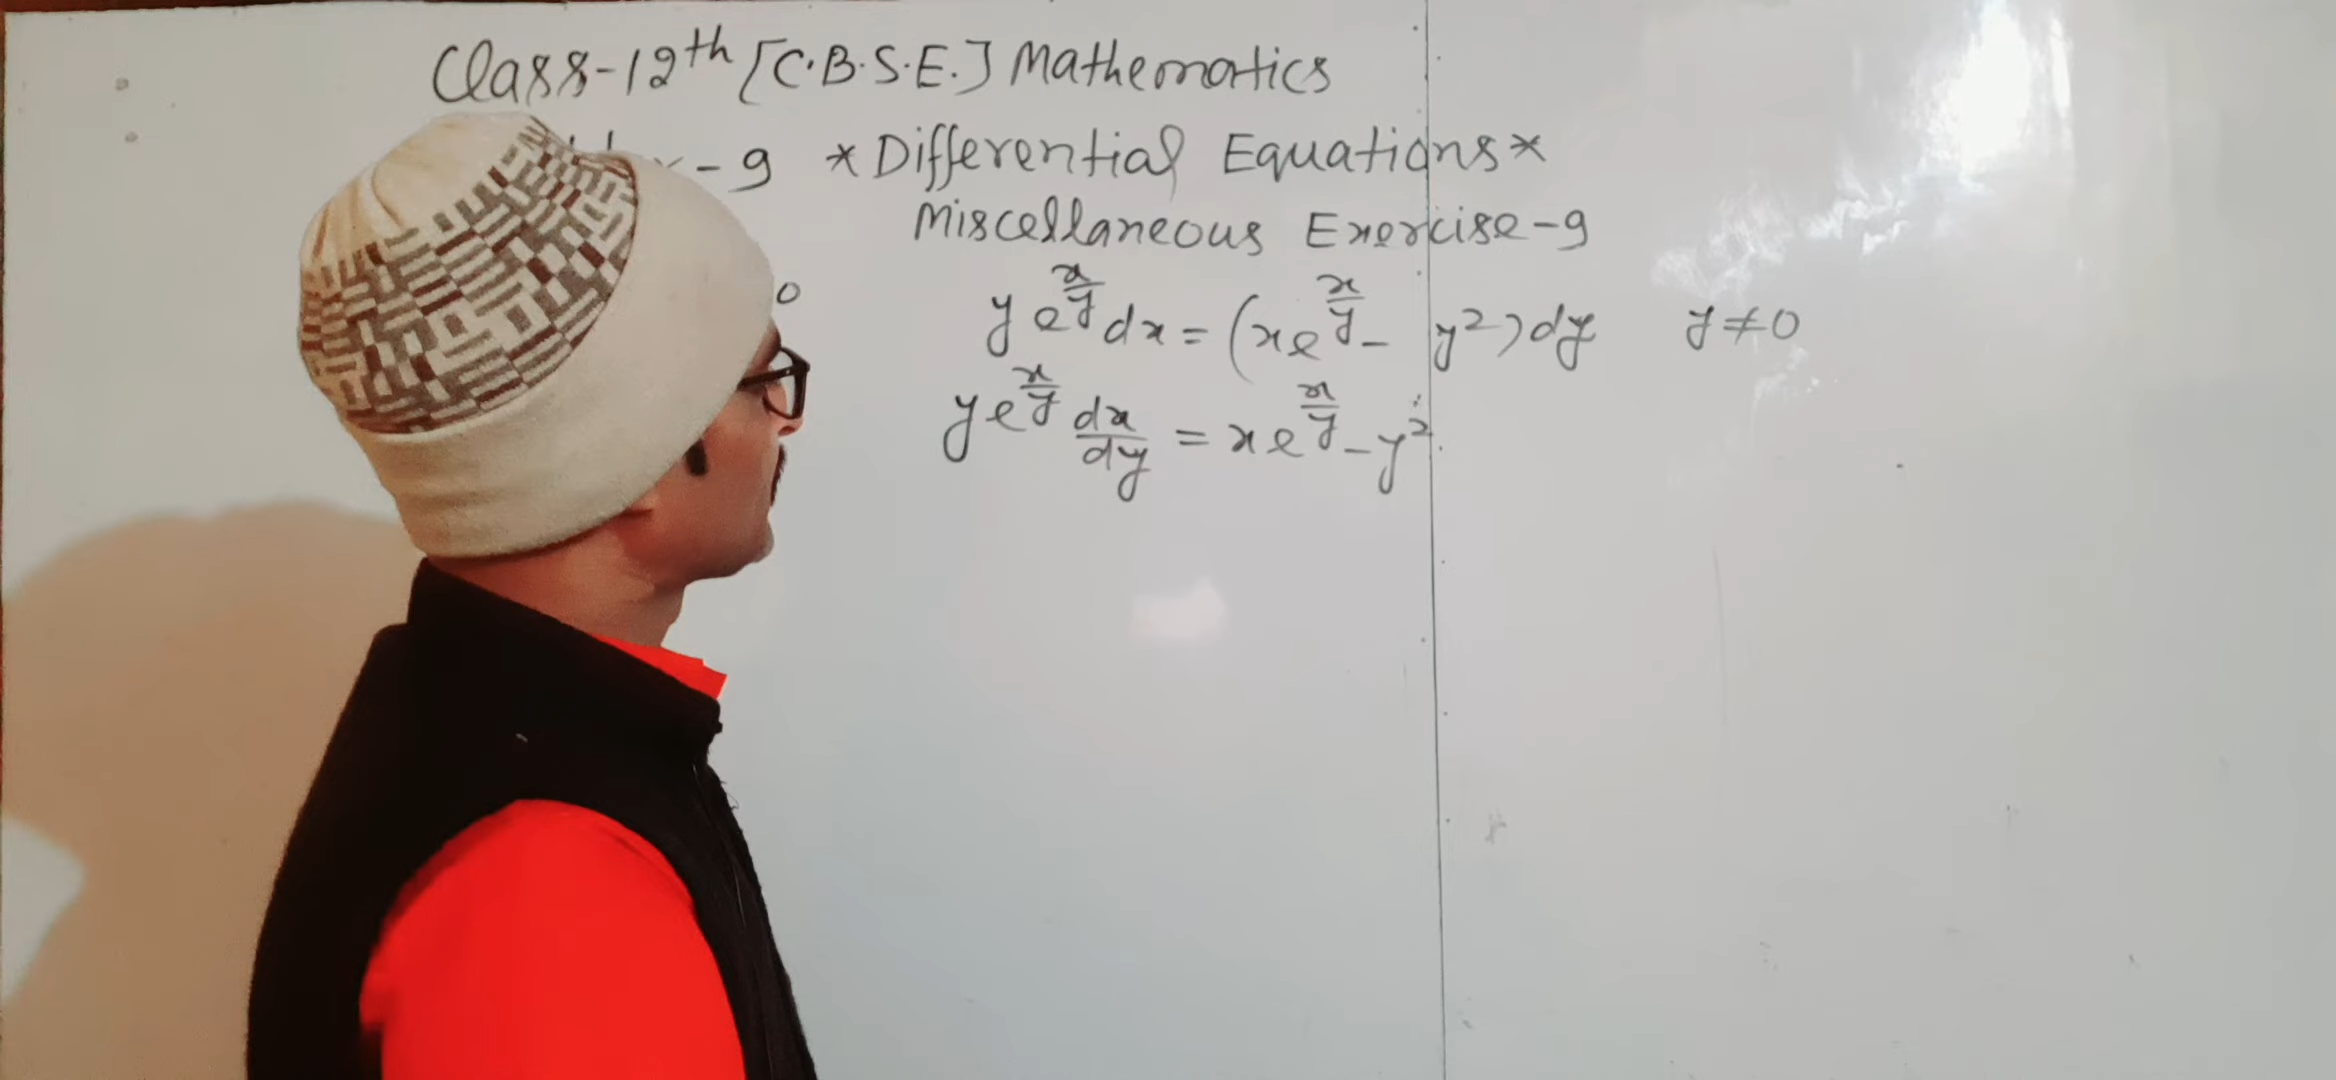 Class-12th [C.B.S.E.] Mathematics
-9 *Differential Equations*
Miscellaneous Exercise-9
y e^{x/y} dx = (x e^{x/y} - y²) dy y ≠ 0
y e^{x/y} dx/dy = x e^{x/y} - y²